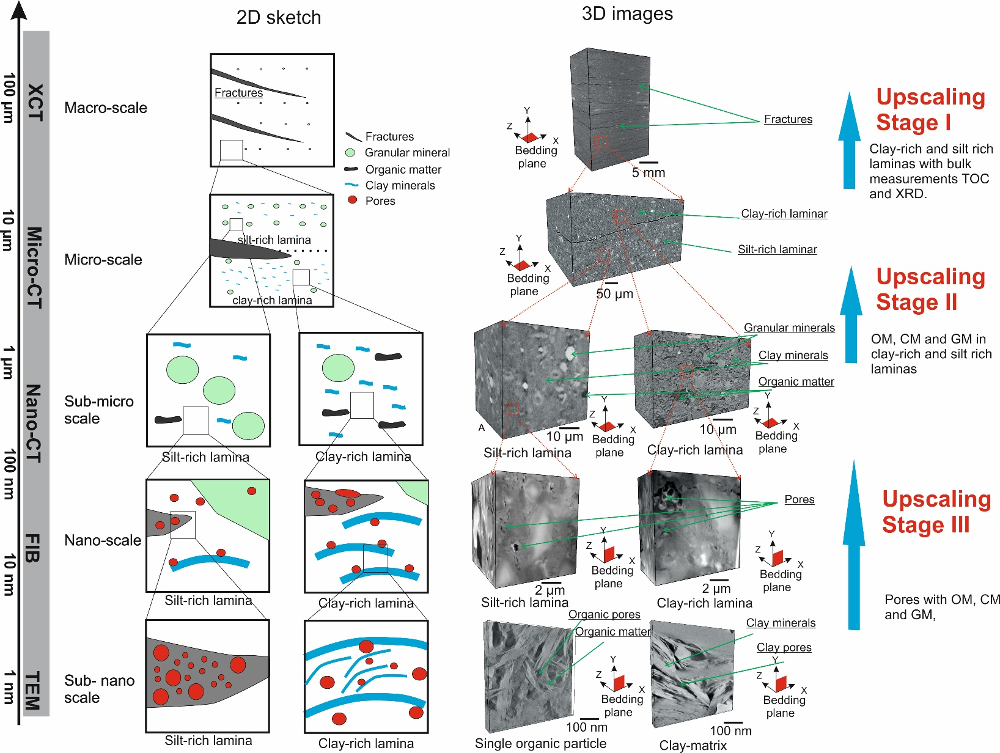 2D sketch
3D images
100 µm
10 µm
1 µm
100 nm
10 nm
1 nm
XCT
Micro-CT
Nano-CT
FIB
TEM
Macro-scale
Fractures
Fractures
Granular mineral
Organic matter
Clay minerals
Pores
Y
Z
X
Bedding
plane
5 mm
Fractures
Upscaling
Stage I
Clay-rich and silt rich
laminas with bulk
measurements TOC
and XRD.
Micro-scale
silt-rich lamina
clay-rich lamina
Y
Z
X
Bedding
plane
50 µm
Clay-rich laminar
Silt-rich laminar
Upscaling
Stage II
OM, CM and GM in
clay-rich and silt rich
laminas
Sub-micro
scale
Silt-rich lamina
Clay-rich lamina
A
10 µm
Silt-rich lamina
Y
Z
X
Bedding
plane
Granular minerals
Clay minerals
Organic matter
10 µm
Clay-rich lamina
Y
Z
X
Bedding
plane
Nano-scale
Silt-rich lamina
Clay-rich lamina
2 µm
Silt-rich lamina
Y
Z
X
Bedding
plane
Pores
2 µm
Clay-rich lamina
Y
Z
X
Bedding
plane
Upscaling
Stage III
Pores with OM, CM
and GM,
Sub- nano
scale
Silt-rich lamina
Clay-rich lamina
Organic pores
Organic matter
Y
Z
X
Bedding
plane
100 nm
Single organic particle
Clay minerals
Clay pores
Y
Z
X
Bedding
plane
100 nm
Clay-matrix